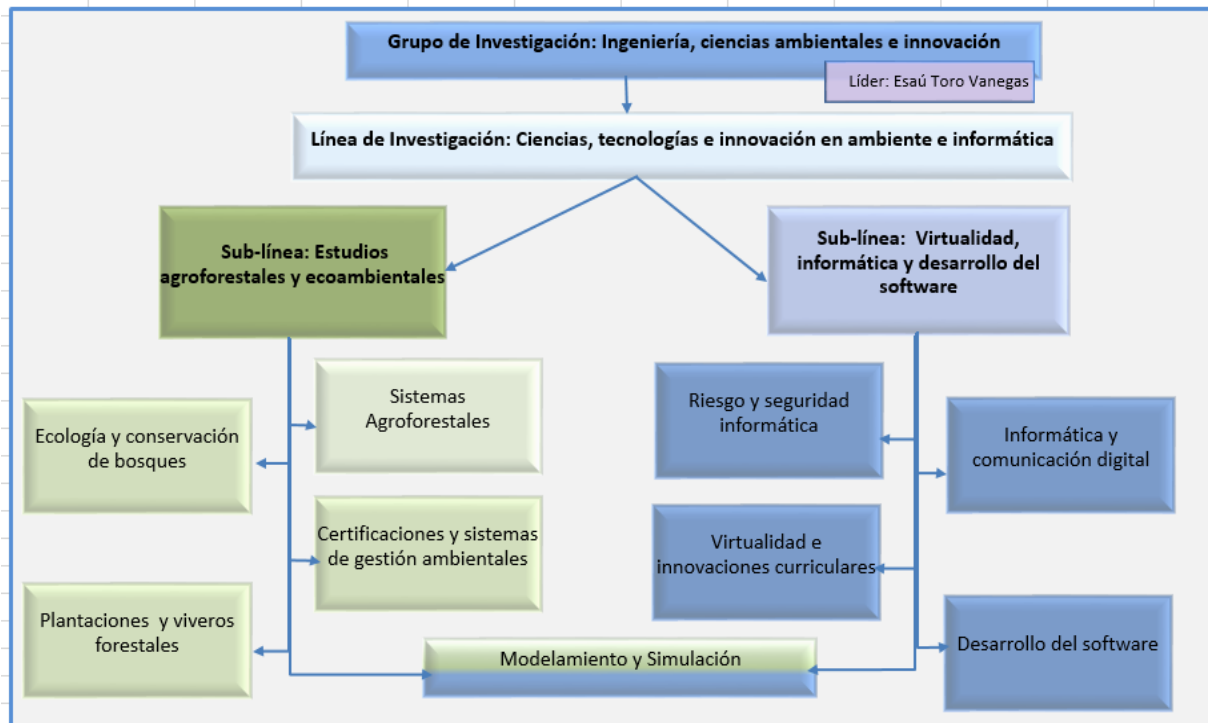 Grupo de Investigación: Ingeniería, ciencias ambientales e innovación
Líder: Esaú Toro Vanegas
Línea de Investigación: Ciencias, tecnologías e innovación en ambiente e informática
Sub-línea: Estudios
agroforestales y ecoambientales
Sub-línea: Virtualidad,
informática y desarrollo del
software
Sistemas
Agroforestales
Ecología y conservación
de bosques
Certificaciones y sistemas
de gestión ambientales
Plantaciones y viveros
forestales
Riesgo y seguridad
informática
Informática y
comunicación digital
Virtualidad e
innovaciones curriculares
Desarrollo del software
Modelamiento y Simulación